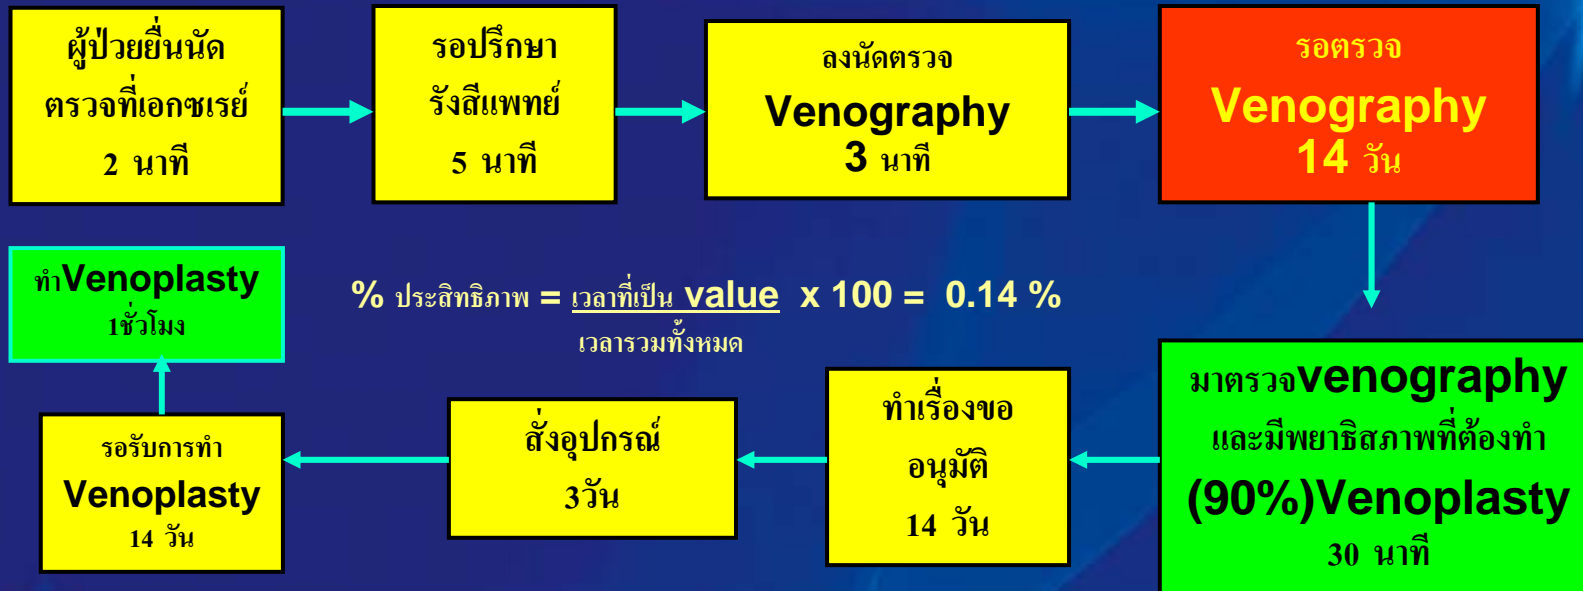 ผู้ป่วยยื่นนัด
ตรวจที่เอกซเรย์
2 นาที
รอปรึกษา
รังสีแพทย์
5 นาที
ลงนัดตรวจ
Venography
3 นาที
รอตรวจ
Venography
14 วัน
มาตรวจvenography
และมีพยาธิสภาพที่ต้องทำ
(90%)Venoplasty
30 นาที
ทำเรื่องขอ
อนุมัติ
14 วัน
สั่งอุปกรณ์
3วัน
รอรับการทำ
Venoplasty
14 วัน
ทำVenoplasty
1ชั่วโมง
% ประสิทธิภาพ = เวลาที่เป็น value x 100 = 0.14 %
เวลารวมทั้งหมด